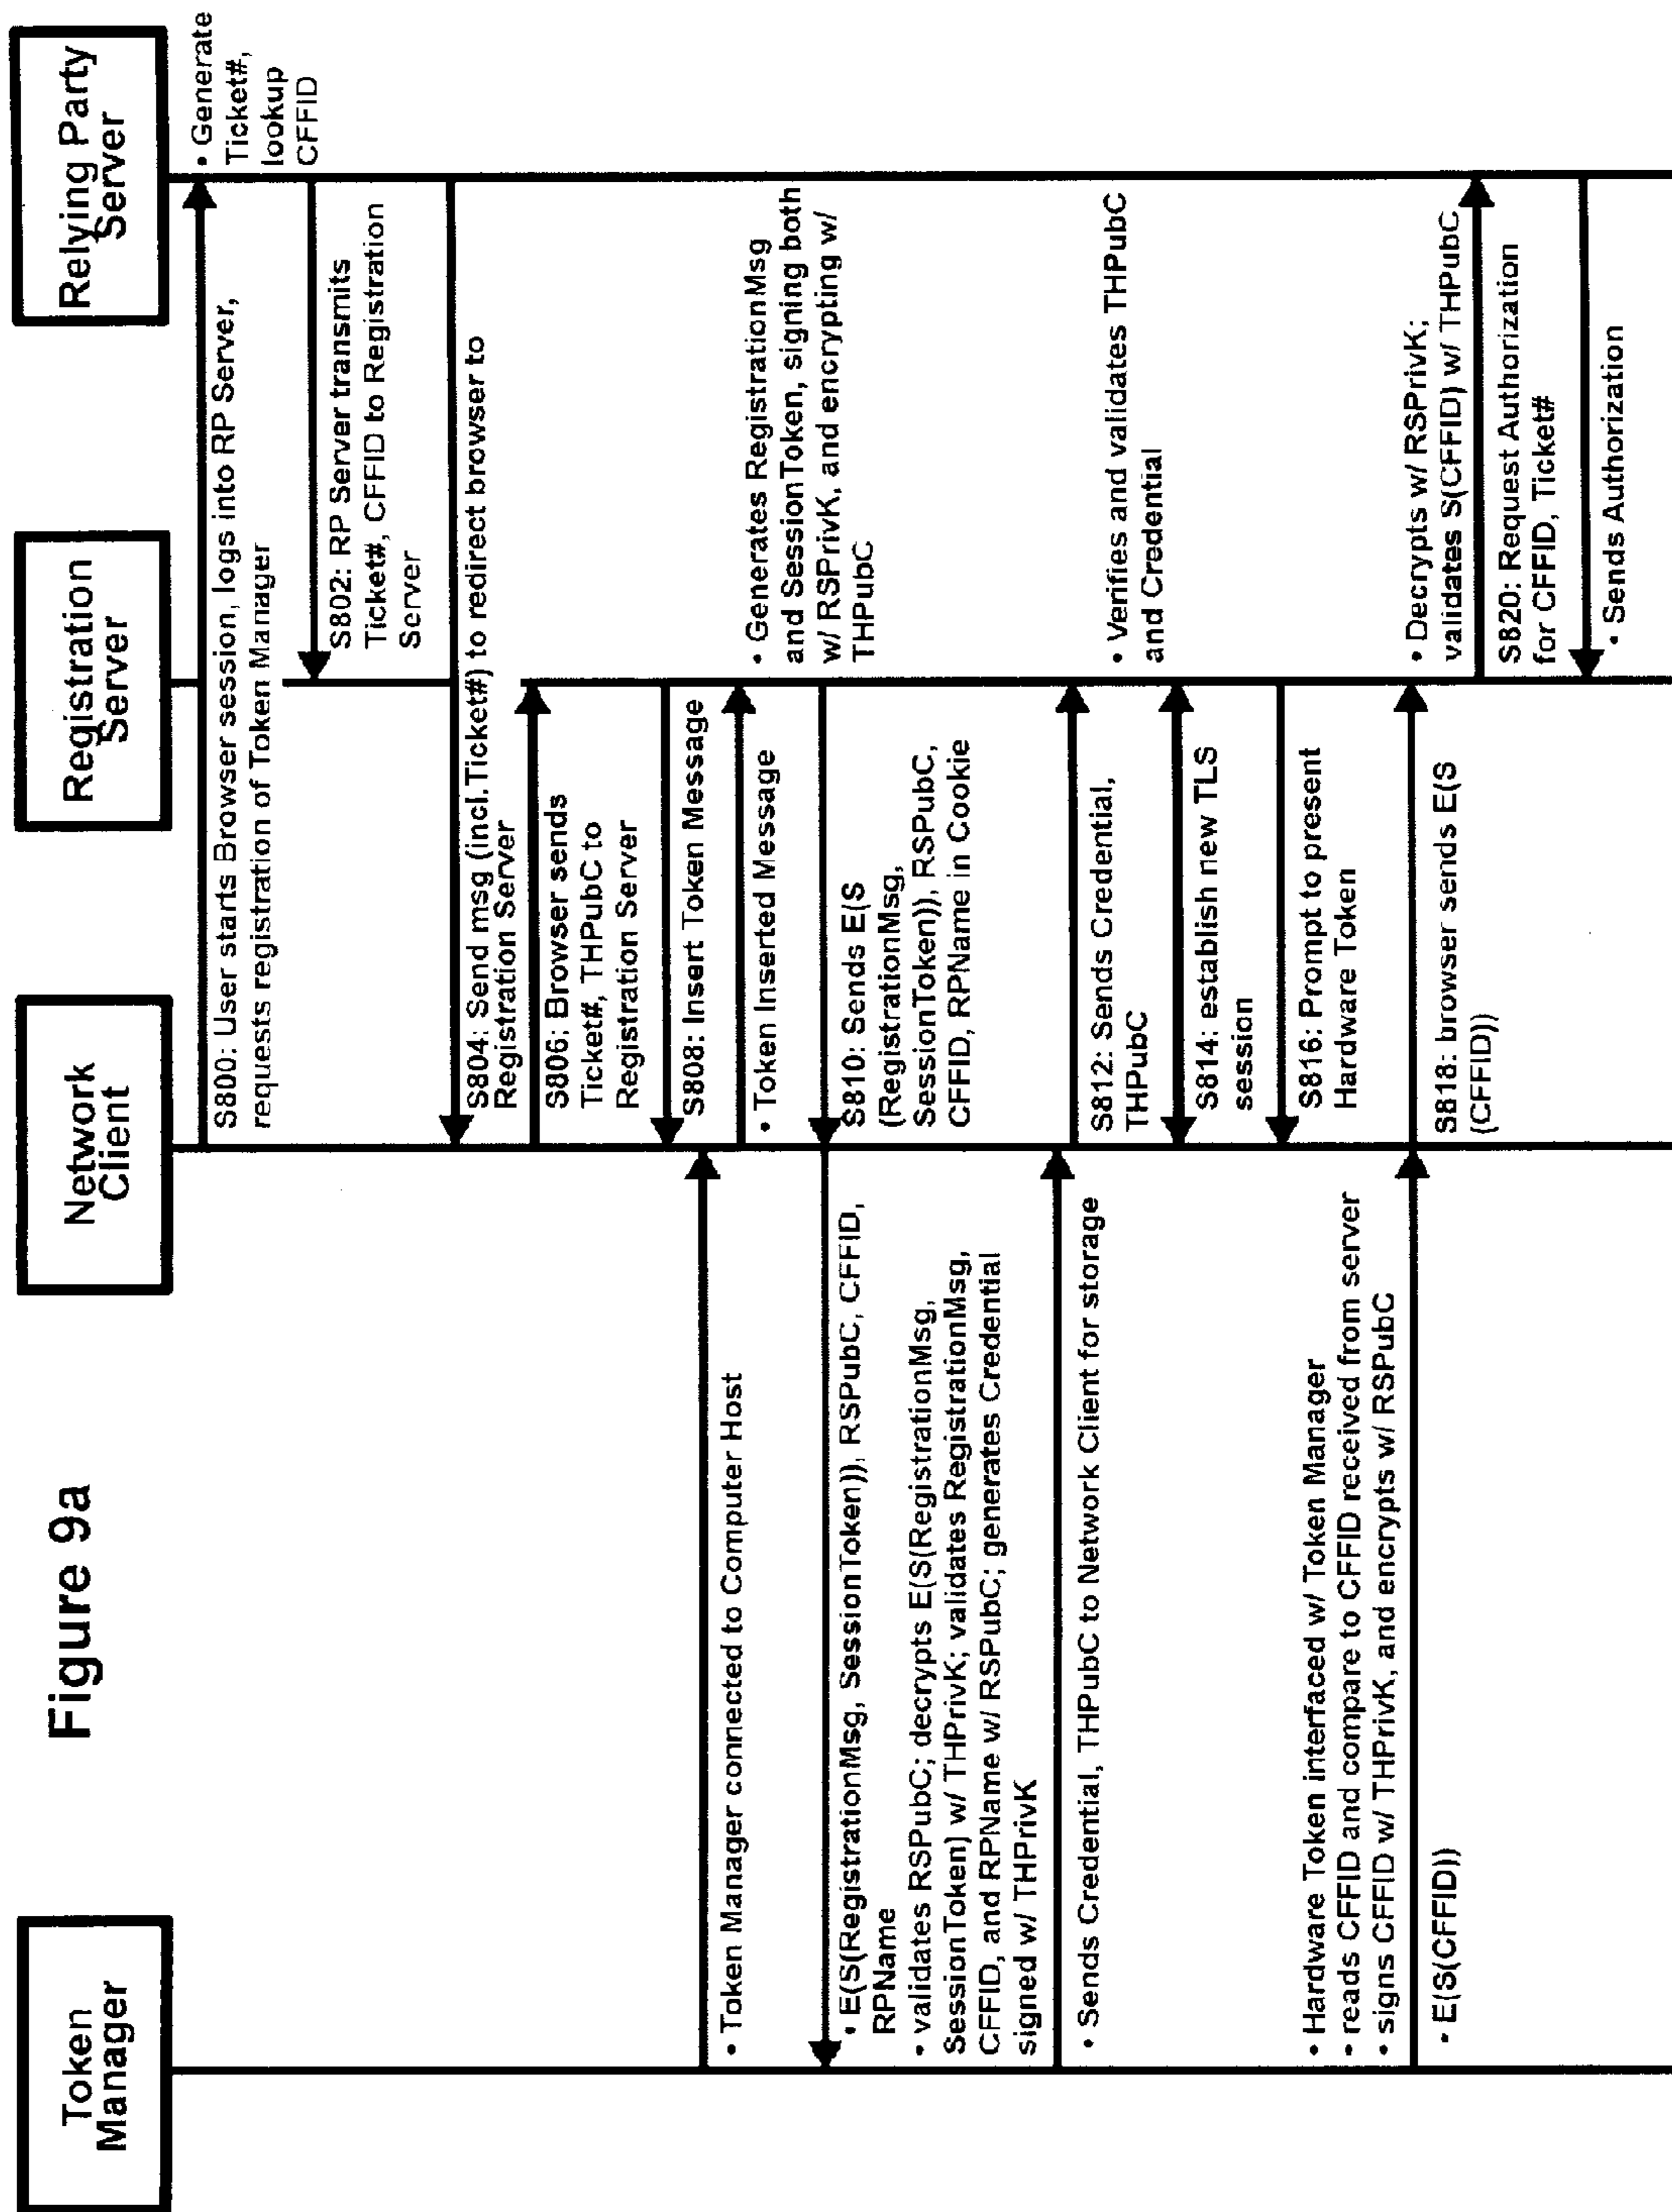 Figure 9a
Token
Manager
Network
Client
Registration
Server
Relying Party
Server
• Generate
Ticket#,
lookup
CFFID
S800: User starts Browser session, logs into RP Server,
requests registration of Token Manager
S802: RP Server transmits
Ticket#, CFFID to Registration
Server
S804: Send msg (incl.Ticket#) to redirect browser to
Registration Server
S806: Browser sends
Ticket#, THPubC to
Registration Server
S808: Insert Token Message
• Token Manager connected to Computer Host
• Token Inserted Message
• Generates RegistrationMsg
and SessionToken, signing both
w/ RSPrivK, and encrypting w/
THPubC
S810: Sends E(S
(RegistrationMsg,
SessionToken)), RSPubC,
CFFID, RPName in Cookie
• E(S(RegistrationMsg, SessionToken)), RSPubC, CFFID,
RPName
• validates RSPubC; decrypts E(S(RegistrationMsg,
SessionToken) w/ THPrivK; validates RegistrationMsg,
CFFID, and RPName w/ RSPubC; generates Credential
signed w/ THPrivK
• Sends Credential, THPubC to Network Client for storage
S812: Sends Credential,
THPubC
• Verifies and validates THPubC
and Credential
S814: establish new TLS
session
S816: Prompt to present
Hardware Token
• Hardware Token interfaced w/ Token Manager
• reads CFFID and compare to CFFID received from server
• signs CFFID w/ THPrivK, and encrypts w/ RSPubC
• E(S(CFFID))
S818: browser sends E(S
(CFFID))
• Decrypts w/ RSPrivK;
validates S(CFFID) w/ THPubC
S820: Request Authorization
for CFFID, Ticket#
• Sends Authorization